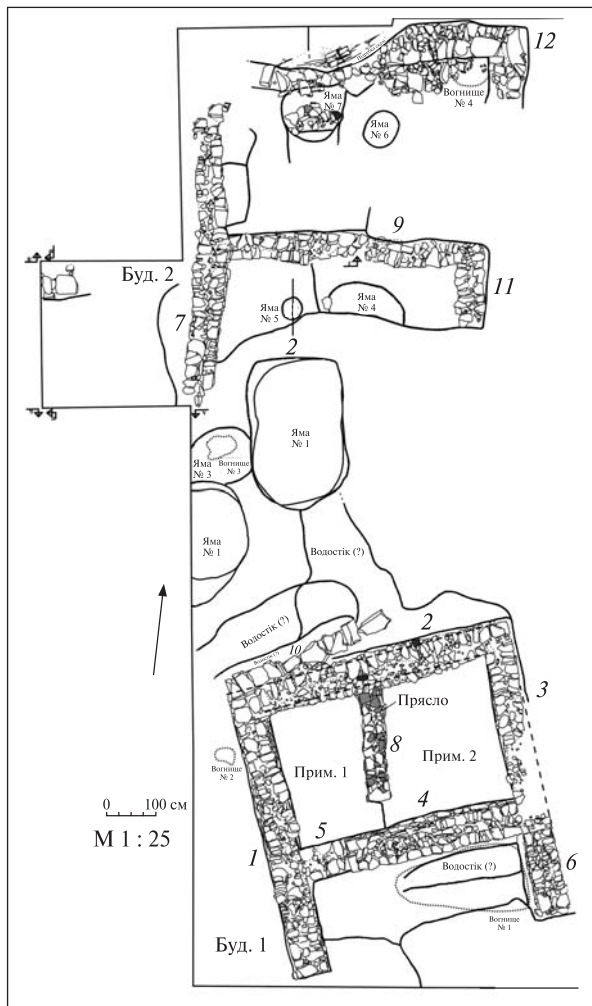 12
Вогнище
№ 4
Яма
№ 7
Яма
№ 6
9
Буд. 2
7
Яма
№ 5
Яма
№ 4
11
2
Яма
№ 1
Яма
№ 3
Вогнище
№ 3
Яма
№ 1
Водостік (?)
Водостік (?)
2
10
3
Прясло
8
Прим. 1
Прим. 2
Вогнище
№ 2
0 100 см
М 1 : 25
4
5
1
Водостік (?)
6
Вогнище
№ 1
Буд. 1